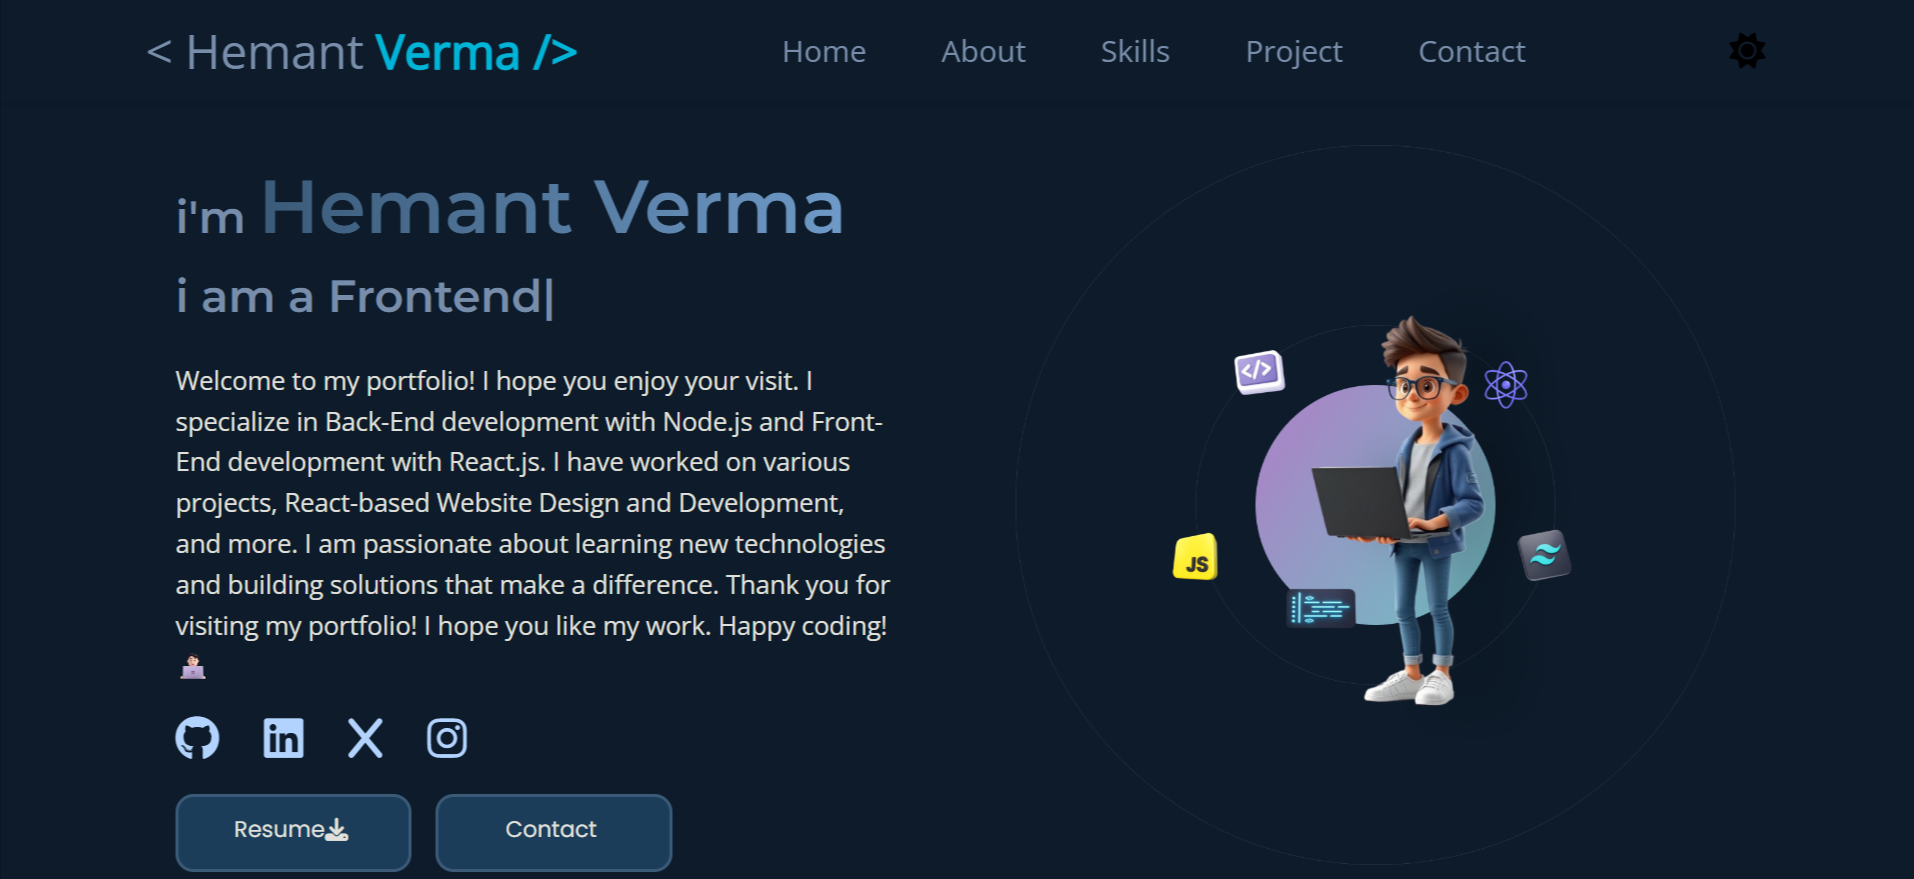 < Hemant Verma />
Home About Skills Project Contact
i'm Hemant Verma
i am a Frontend|
Welcome to my portfolio! I hope you enjoy your visit. I
specialize in Back-End development with Node.js and Front-
End development with React.js. I have worked on various
projects, React-based Website Design and Development,
and more. I am passionate about learning new technologies
and building solutions that make a difference. Thank you for
visiting my portfolio! I hope you like my work. Happy coding!
👨🏻‍💻
in
Resume
Contact
</>
JS